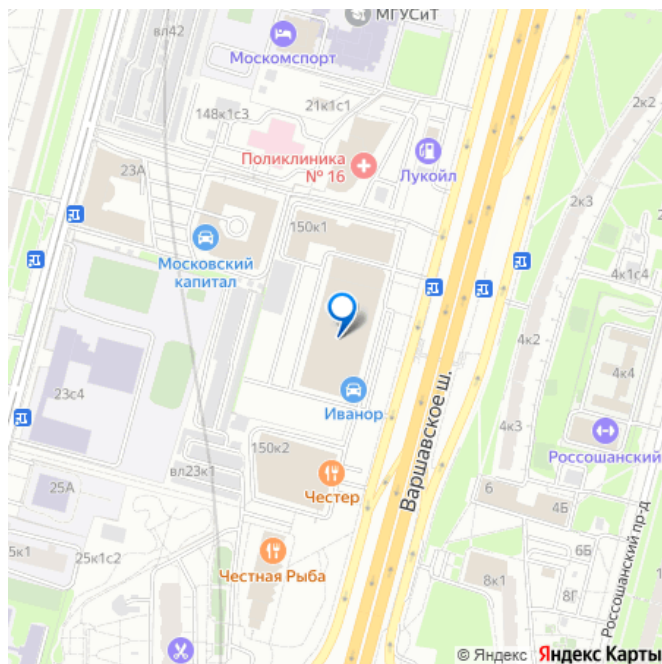 МГУСиТ
вл42
Москомспорт
2к2
21к1с1
148к1с3
Поликлиника
№ 16
Лукойл
23А
2к3
150к1
Московский
капитал
4к1с4
4к2
4к4
23с4
Иванор
Варшавское ш.
4к3
Россошанский
150к2
вл23к1
Честер
25А
6
4Б
5к1
25к1с2
Честная Рыба
6Б
8к1
8Г
Россошанский пр-д
© Яндекс Яндекс Карты